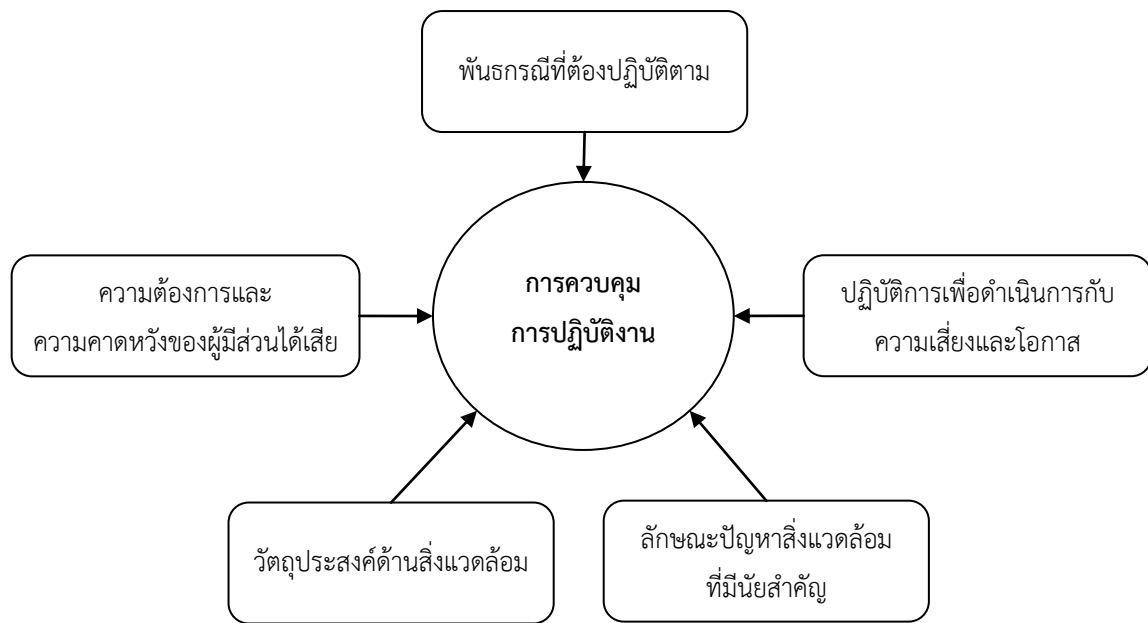 พันธกรณีที่ต้องปฏิบัติตาม
ความต้องการและ
ความคาดหวังของผู้มีส่วนได้เสีย
การควบคุม
การปฏิบัติงาน
ปฏิบัติการเพื่อดำเนินการกับ
ความเสี่ยงและโอกาส
วัตถุประสงค์ด้านสิ่งแวดล้อม
ลักษณะปัญหาสิ่งแวดล้อม
ที่มีนัยสำคัญ